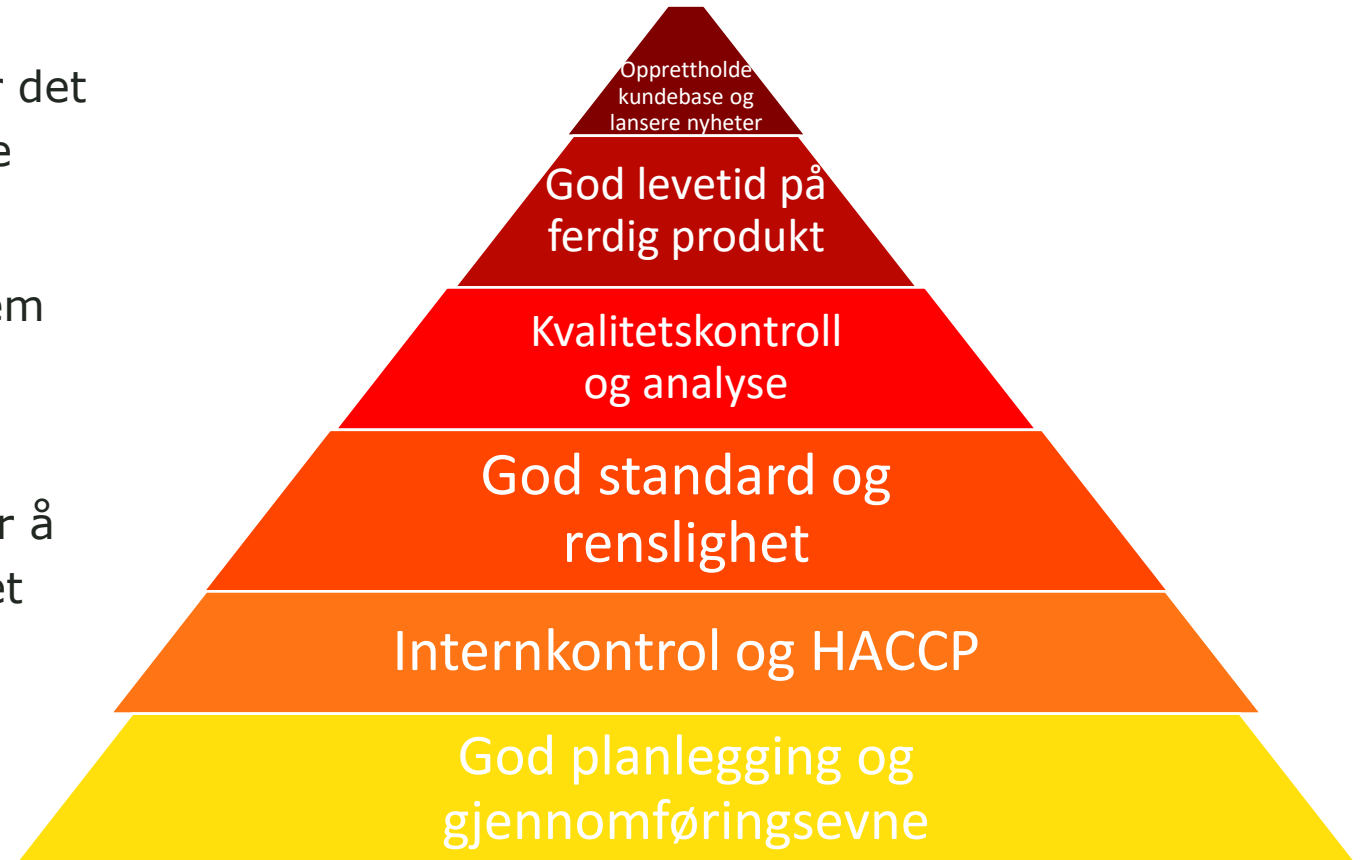 r det
e
em
r å
et
Opprettholde
kundebase og
lansere nyheter
God levetid på
ferdig produkt
Kvalitetskontroll
og analyse
God standard og
renslighet
Internkontrol og HACCP
God planlegging og
gjennomføringsevne